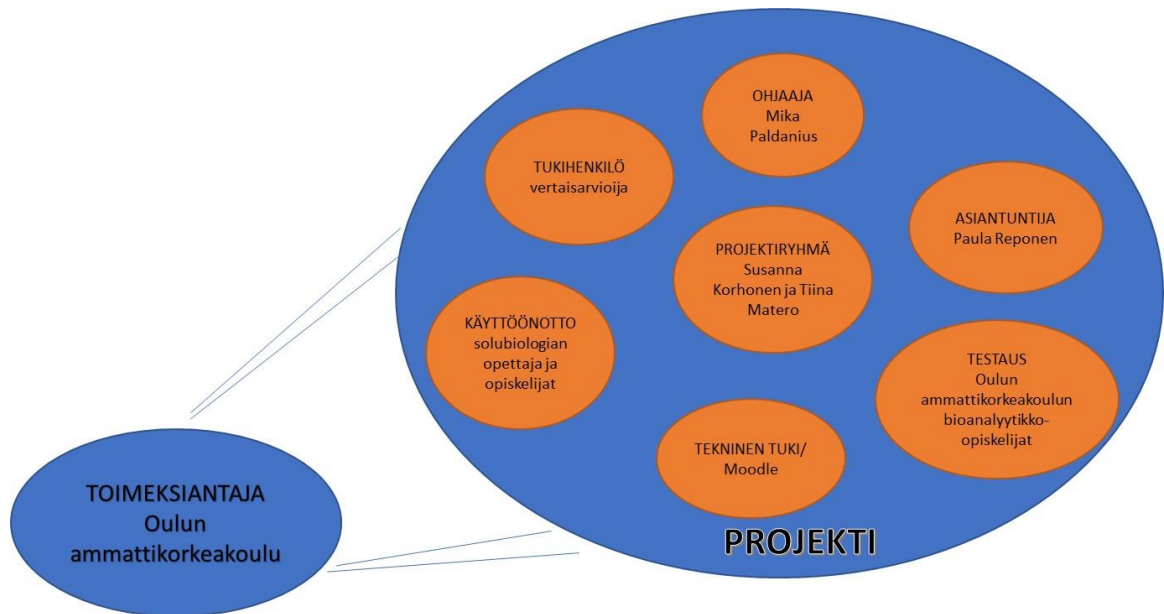 OHJAAJA
Mika
Paldanius
TUKIHENKILÖ
vertaisarvioija
ASIANTUNTIJA
Paula Reponen
PROJEKTIRYHMÄ
Susanna
Korhonen ja Tiina
Matero
KÄYTTÖÖNOTTO
solubiologian
opettaja ja
opiskelijat
TESTAUS
Oulun
ammattikorkeakoulun
bioanalyytikko-
opiskelijat
TEKNINEN TUKI/
Moodle
PROJEKTI
TOIMEKSIANTAJA
Oulun
ammattikorkeakoulu